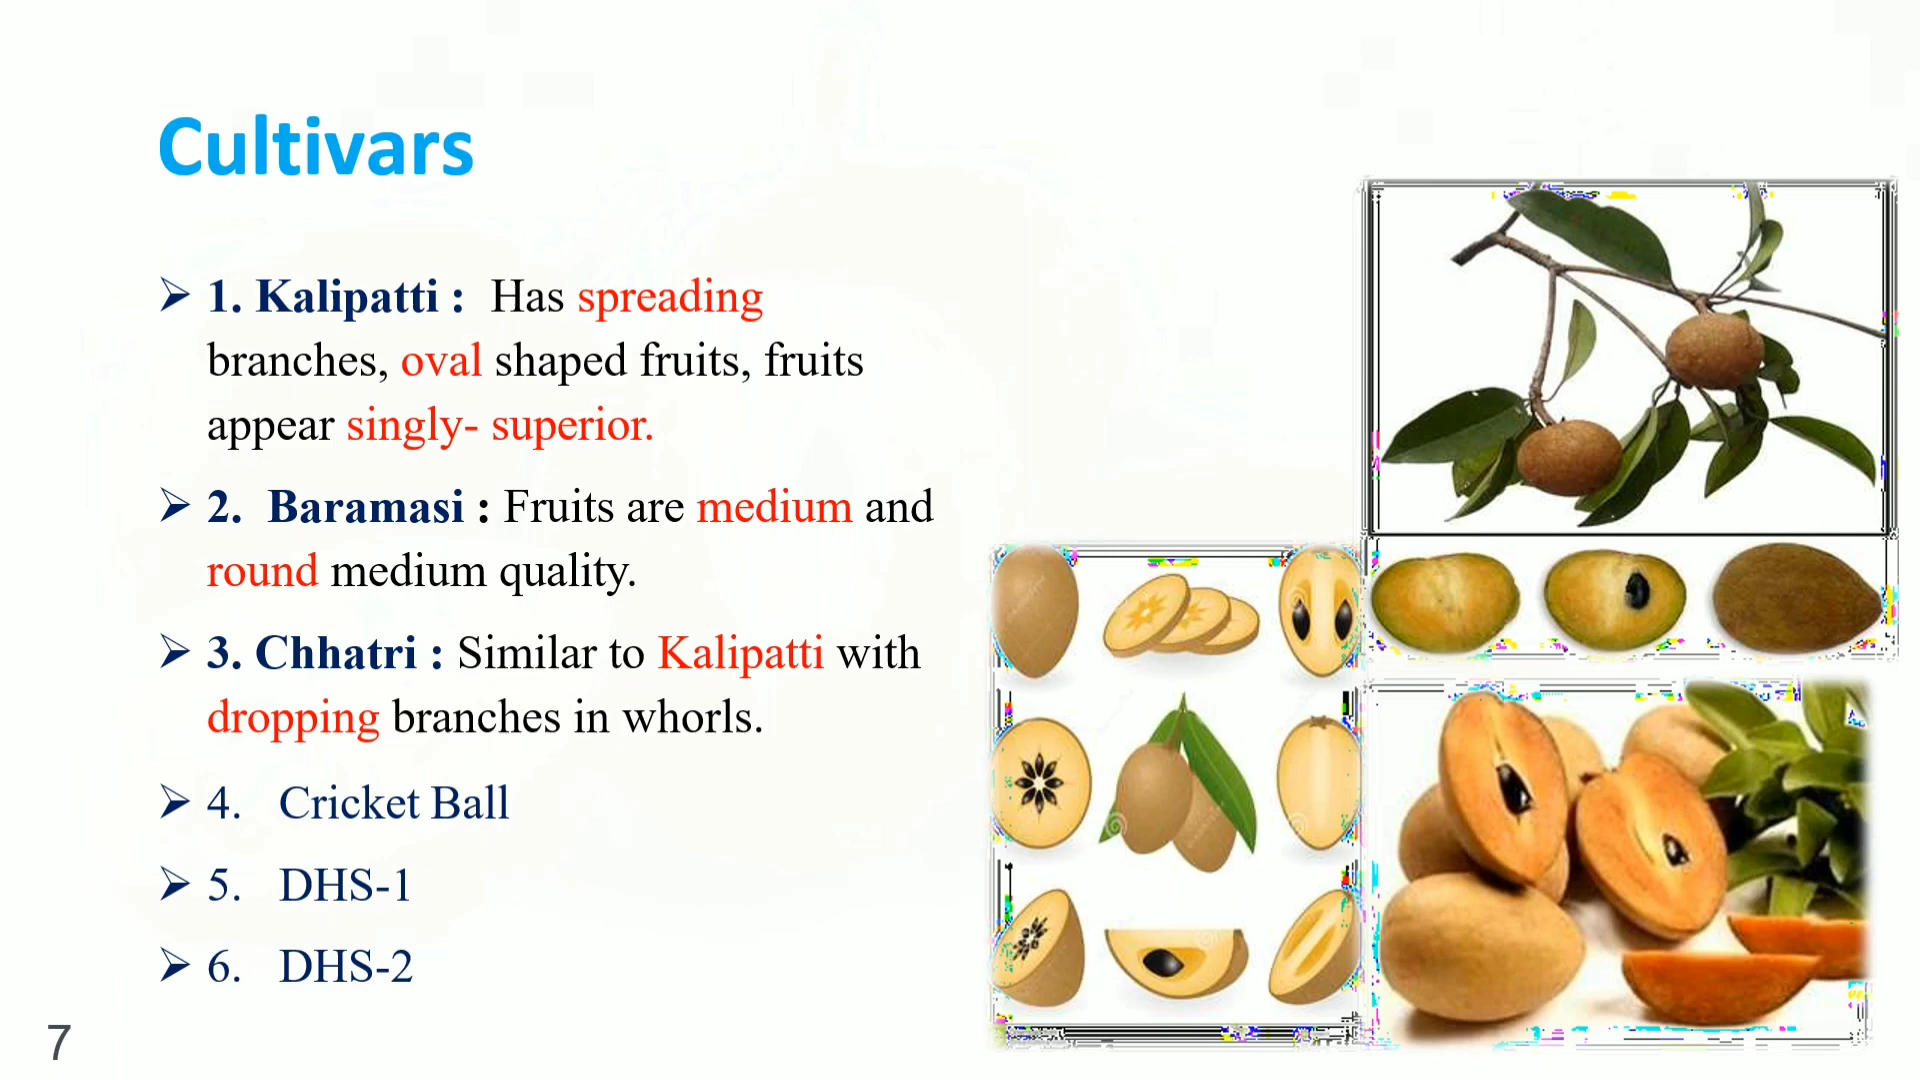 Cultivars
➢ 1. Kalipatti : Has spreading
branches, oval shaped fruits, fruits
appear singly- superior.
➢ 2. Baramasi : Fruits are medium and
round medium quality.
➢ 3. Chhatri : Similar to Kalipatti with
dropping branches in whorls.
➢ 4. Cricket Ball
➢ 5. DHS-1
➢ 6. DHS-2
7